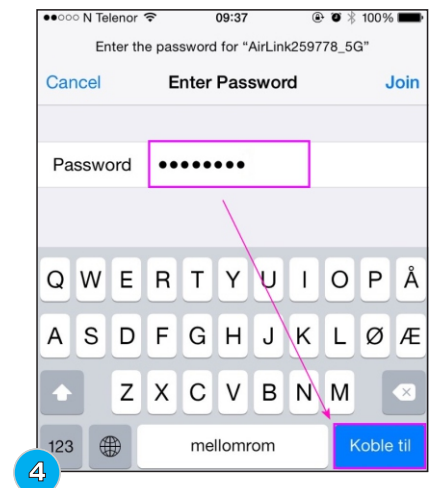 N Telenor 09:37 100%
Enter the password for “AirLink259778_5G”
Cancel Enter Password Join
Password ••••••••
Q W E R T Y U I O P Å
A S D F G H J K L Ø Æ
Z X C V B N M
123 mellomrom Koble til
4